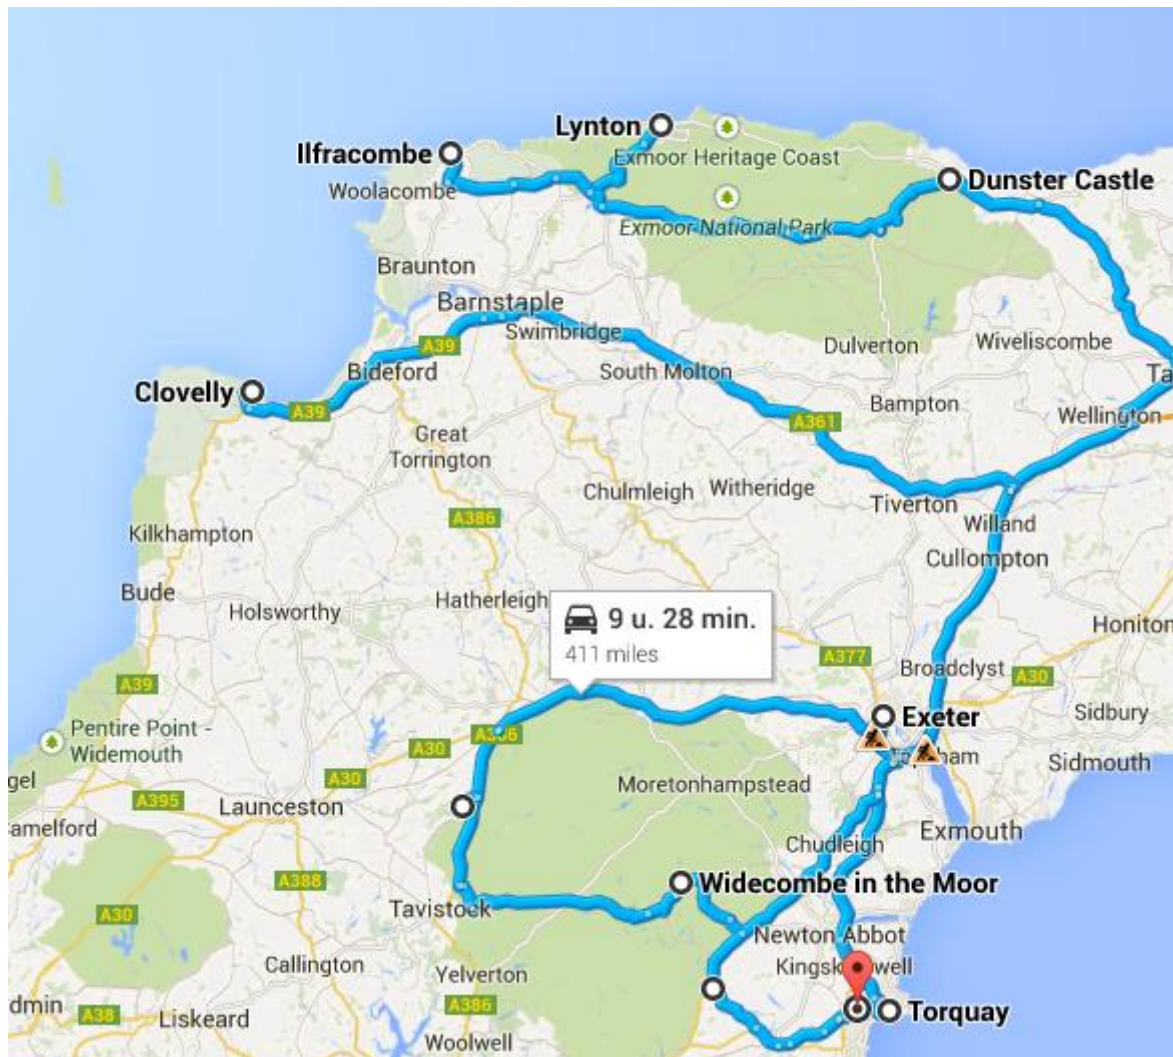 Lynton
Ilfracombe
Exmoor Heritage Coast
Woolacombe
Dunster Castle
Exmoor National Park
Braunton
Barnstaple
Swimbridge
A39
Dulverton
Wiveliscombe
Bideford
South Molton
Ta
Clovelly
A39
Bampton
Wellington
A361
Great
Torrington
Chulmleigh
Witheridge
Tiverton
A386
Willand
Kilkhampton
Cullompton
Bude
Holsworthy
Hatherleigh
9 u. 28 min.
411 miles
Honiton
A377
Broadclyst
A30
A39
Pentire Point -
Widemouth
Exeter
Sidbury
A30
Sidmouth
gel
A30
Moretonhampstead
A395
Launceston
amelford
Exmouth
Chudleigh
A388
Widecombe in the Moor
Tavistock
A30
Newton Abbot
Callington
Yelverton
dmin
A386
Torquay
A38
Liskeard
Woolwell